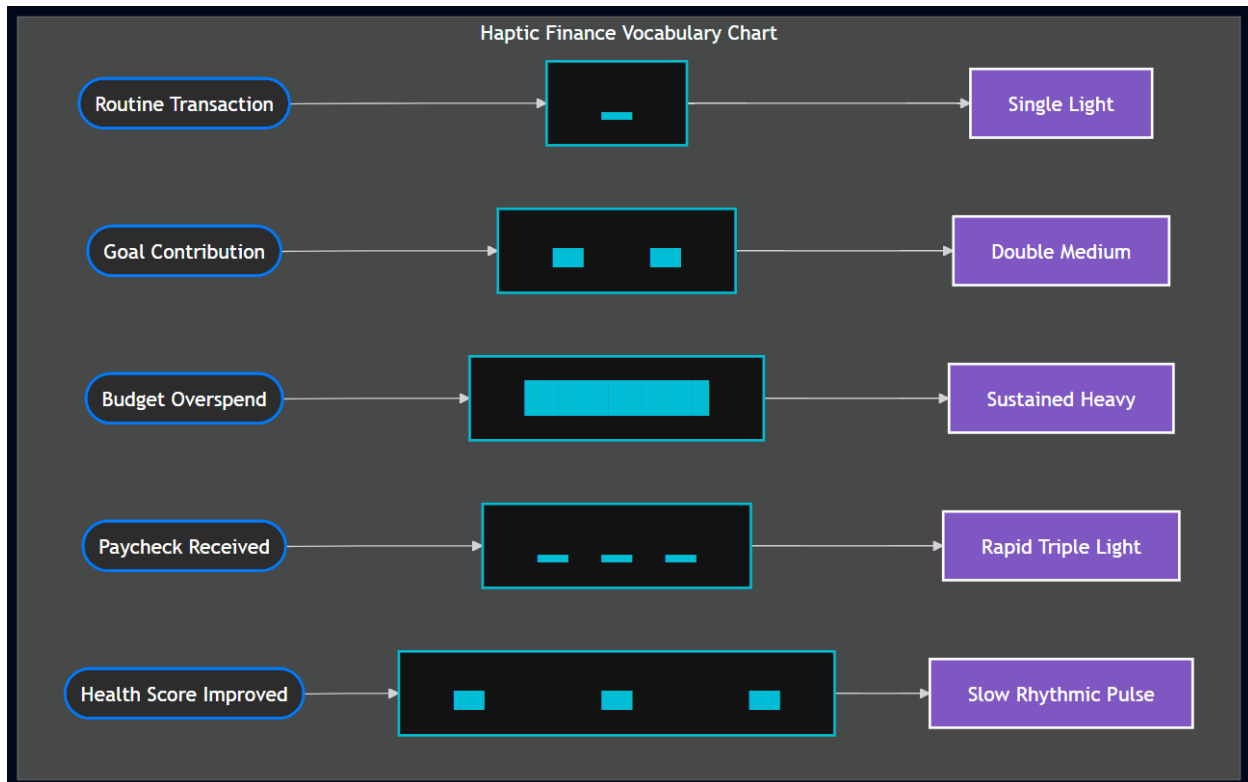 Haptic Finance Vocabulary Chart
Routine Transaction
Single Light
Goal Contribution
Double Medium
Budget Overspend
Sustained Heavy
Paycheck Received
Rapid Triple Light
Health Score Improved
Slow Rhythmic Pulse